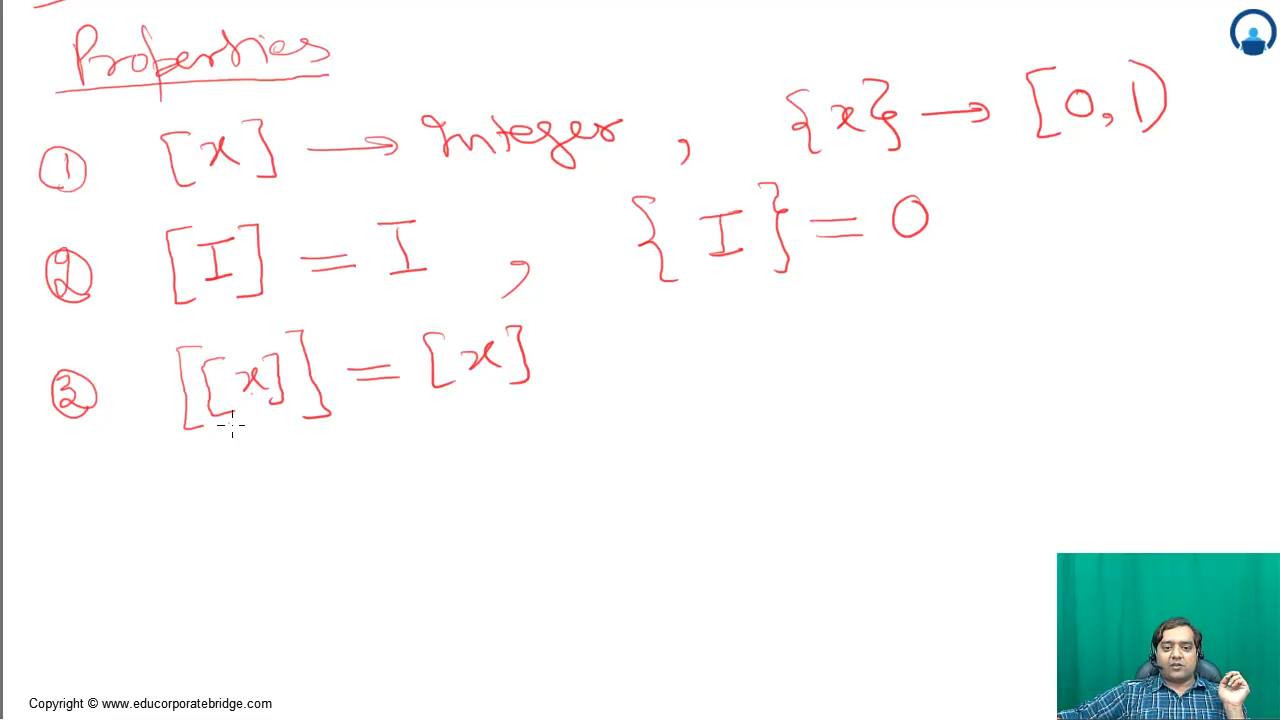 Properties
① [x] → Integer , {x} → [0,1)
② [I] = I , {I} = 0
③ [[x]] = [x]
Copyright © www.educorporatebridge.com